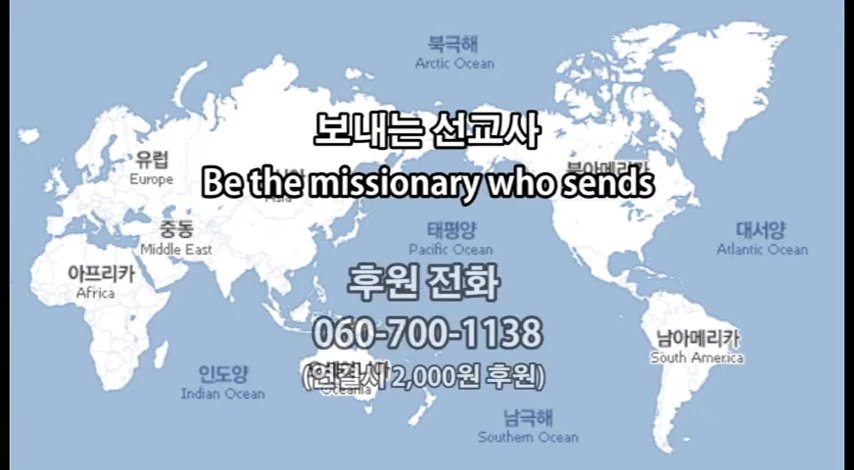 북극해
Arctic Ocean
보내는 선교사
유럽
Europe
Be the missionary who sends
중동
Middle East
태평양
Pacific Ocean
대서양
Atlantic Ocean
아프리카
Africa
후원 전화
060-700-1138
남아메리카
South America
인도양
Indian Ocean
(연결시 2,000원 후원)
Oceania
남극해
Southern Ocean